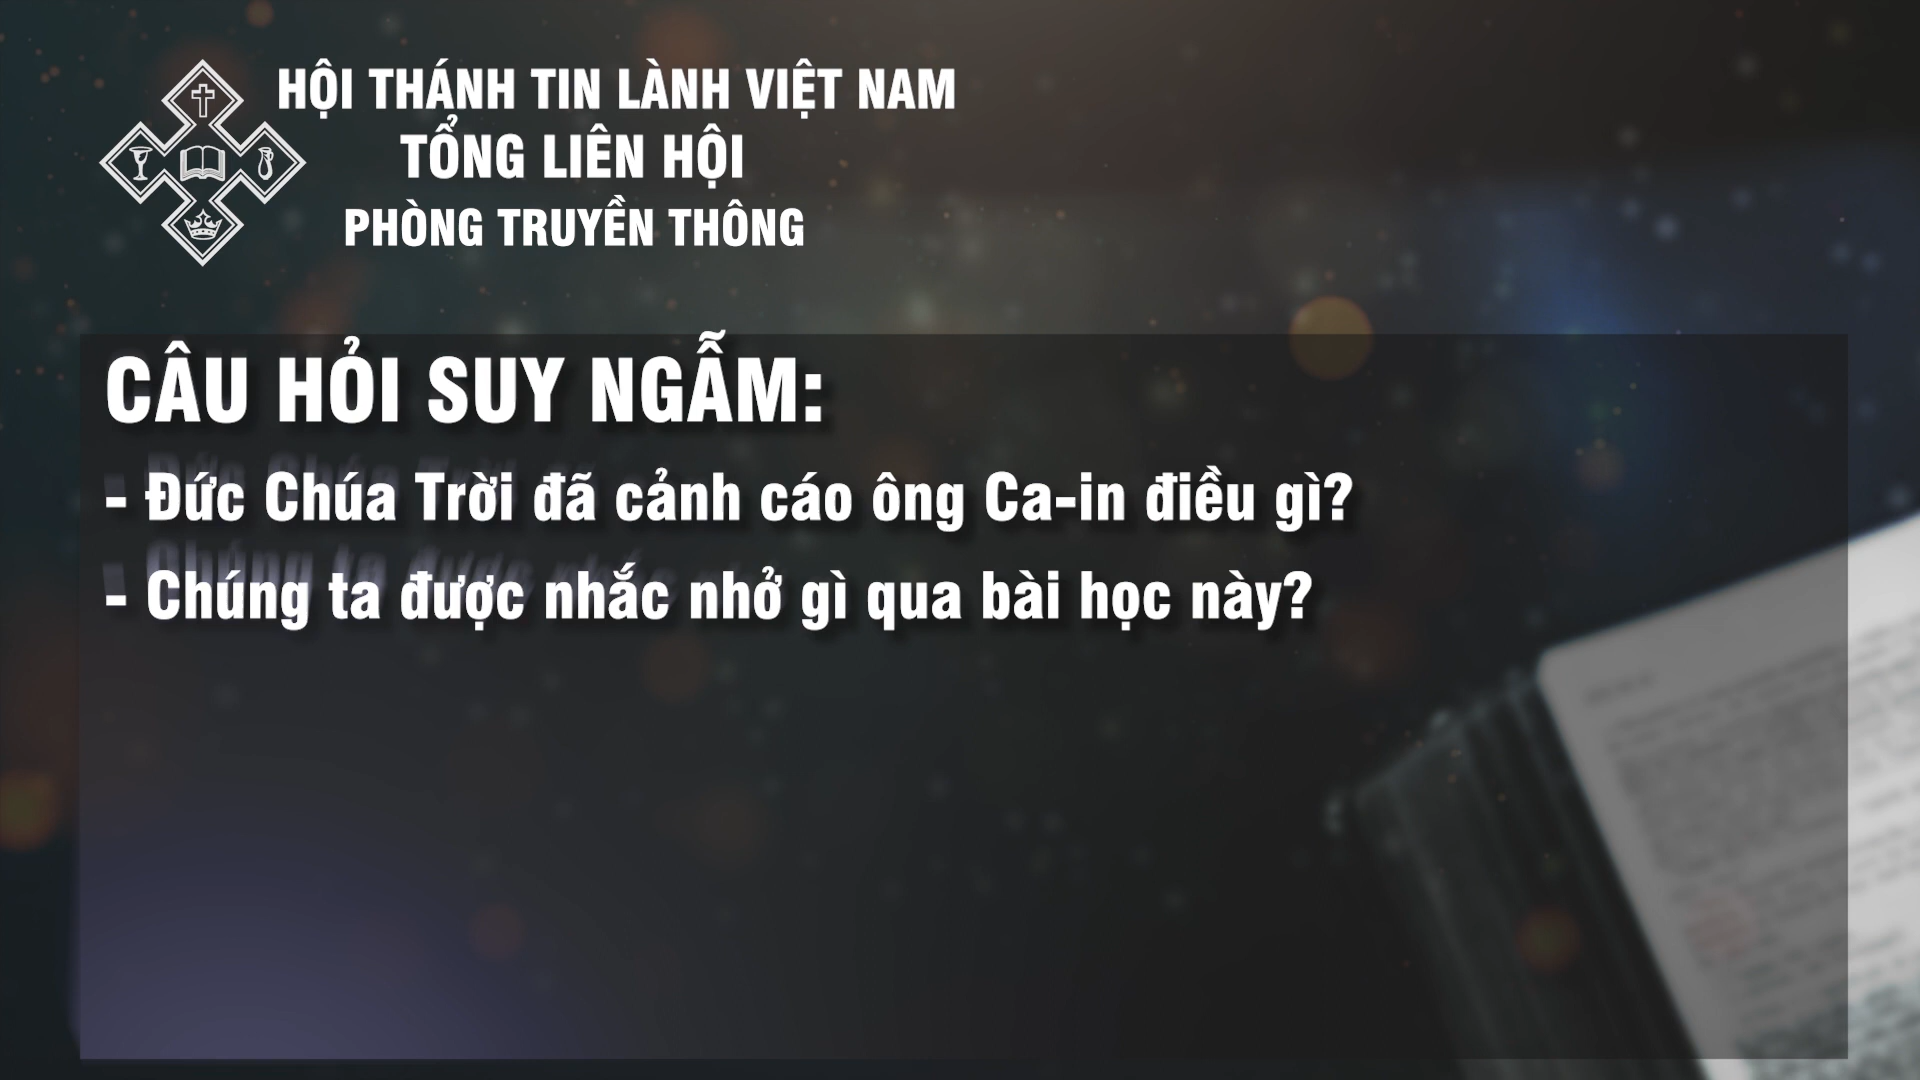 HỘI THÁNH TIN LÀNH VIỆT NAM
TỔNG LIÊN HỘI
PHÒNG TRUYỀN THÔNG
CÂU HỎI SUY NGẪM:
- Đức Chúa Trời đã cảnh cáo ông Ca-in điều gì?
- Chúng ta được nhắc nhở gì qua bài học này?